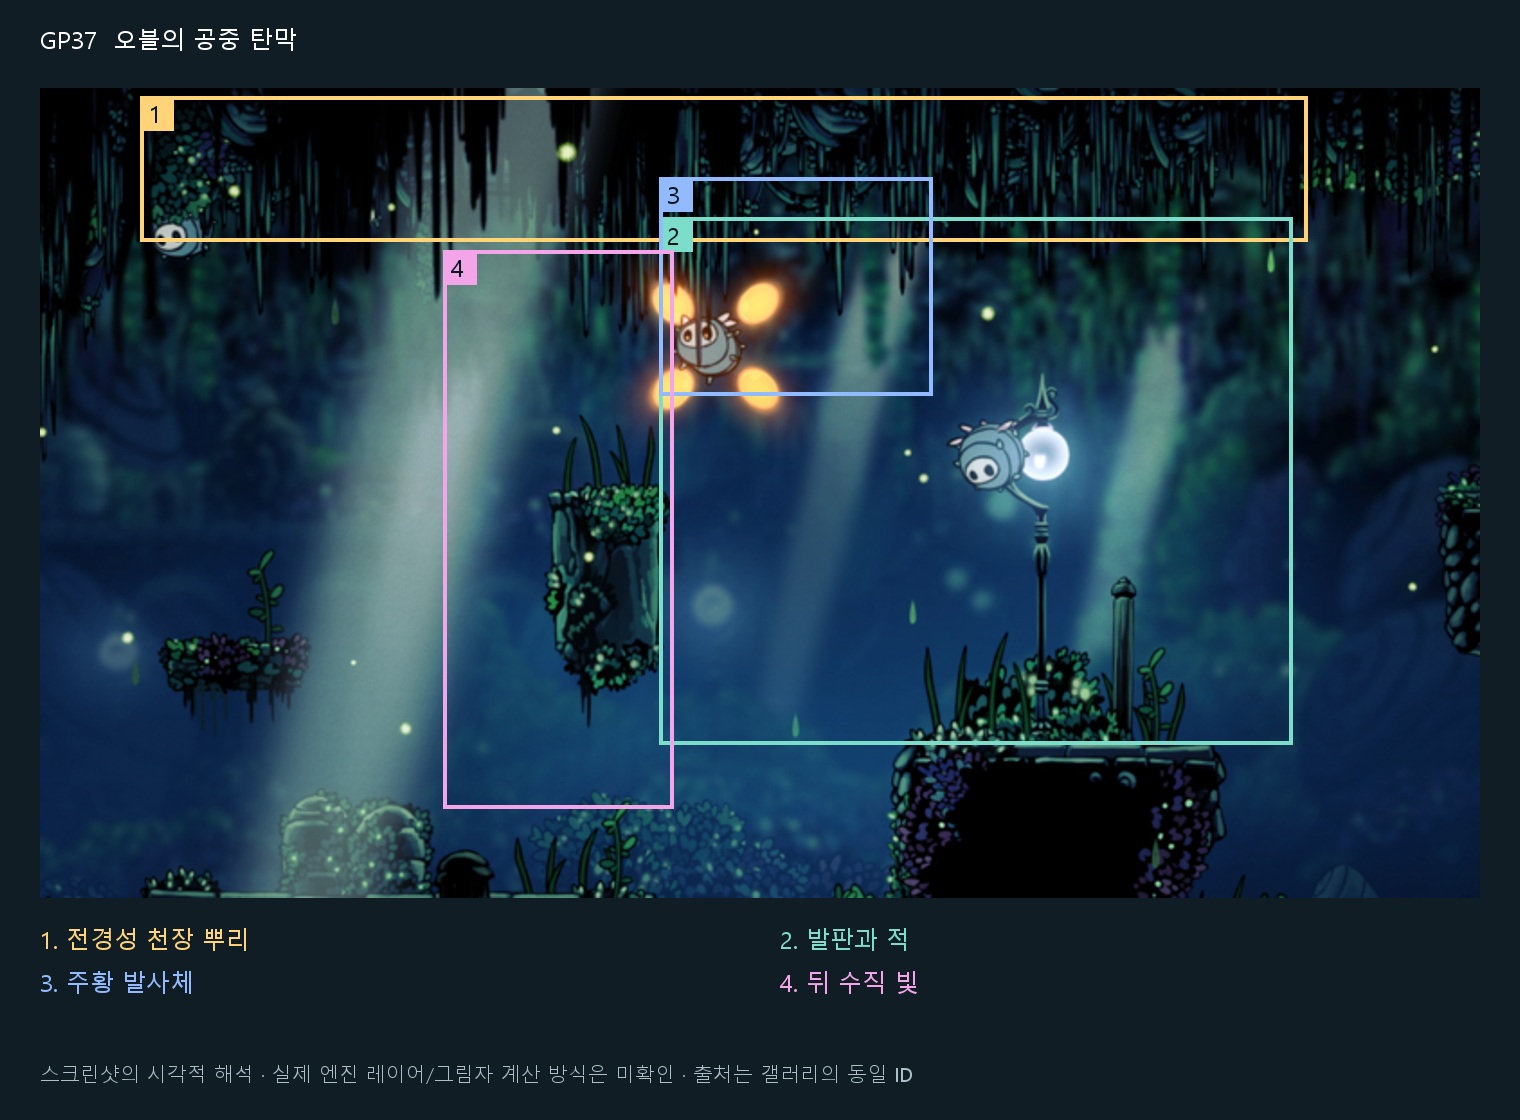 GP37 오블의 공중 탄막
1
3
2
4
1. 전경성 천장 뿌리
2. 발판과 적
3. 주황 발사체
4. 뒤 수직 빛
스크린샷의 시각적 해석 · 실제 엔진 레이어/그림자 계산 방식은 미확인 · 출처는 갤러리의 동일 ID